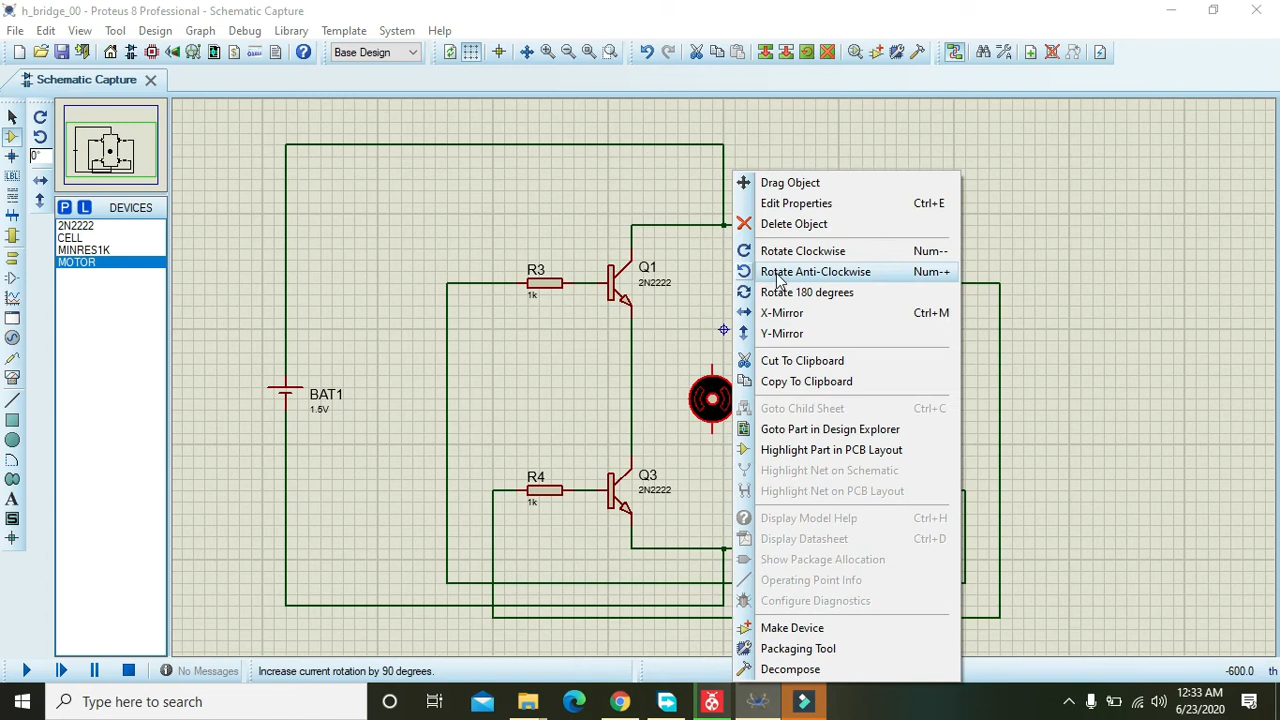 h_bridge_00 - Proteus 8 Professional - Schematic Capture
File Edit View Tool Design Graph Debug Library Template System Help
Base Design
Schematic Capture
0°
LBL
P L DEVICES
2N2222
CELL
MINRES1K
MOTOR
A
BAT1
1.5V
R3
1k
Q1
2N2222
R4
1k
Q3
2N2222
Drag Object
Edit Properties Ctrl+E
Delete Object
Rotate Clockwise Num--
Rotate Anti-Clockwise Num-+
Rotate 180 degrees
X-Mirror Ctrl+M
Y-Mirror
Cut To Clipboard
Copy To Clipboard
Goto Child Sheet Ctrl+C
Goto Part in Design Explorer
Highlight Part in PCB Layout
Highlight Net on Schematic
Highlight Net on PCB Layout
Display Model Help Ctrl+H
Display Datasheet Ctrl+D
Show Package Allocation
Operating Point Info
Configure Diagnostics
Make Device
Packaging Tool
Decompose
No Messages Increase current rotation by 90 degrees. -600.0 th
Type here to search
12:33 AM
6/23/2020